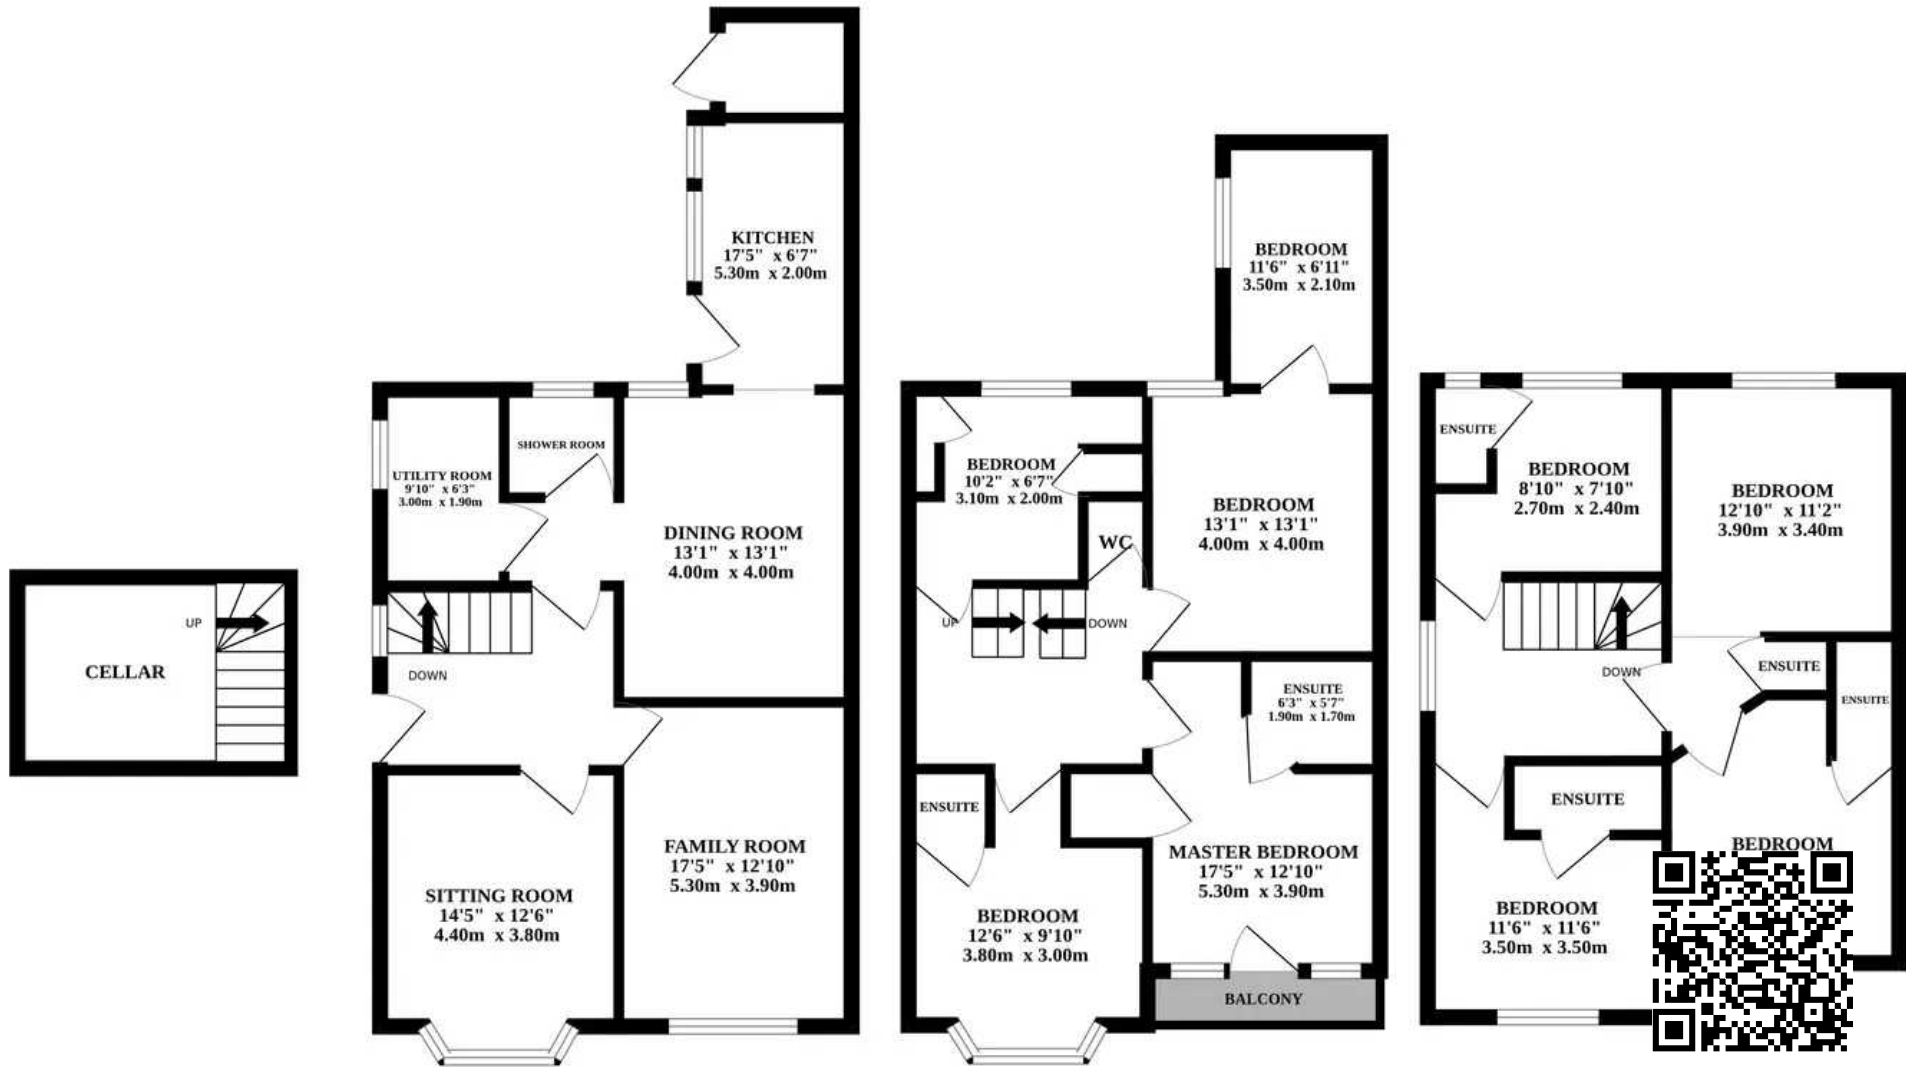 UP
CELLAR
KITCHEN
17'5" x 6'7"
5.30m x 2.00m
SHOWER ROOM
UTILITY ROOM
9'10" x 6'3"
3.00m x 1.90m
DINING ROOM
13'1" x 13'1"
4.00m x 4.00m
DOWN
FAMILY ROOM
17'5" x 12'10"
5.30m x 3.90m
SITTING ROOM
14'5" x 12'6"
4.40m x 3.80m
BEDROOM
11'6" x 6'11"
3.50m x 2.10m
BEDROOM
10'2" x 6'7"
3.10m x 2.00m
BEDROOM
13'1" x 13'1"
4.00m x 4.00m
WC
UP
DOWN
ENSUITE
6'3" x 5'7"
1.90m x 1.70m
ENSUITE
MASTER BEDROOM
17'5" x 12'10"
5.30m x 3.90m
BEDROOM
12'6" x 9'10"
3.80m x 3.00m
BALCONY
ENSUITE
BEDROOM
8'10" x 7'10"
2.70m x 2.40m
BEDROOM
12'10" x 11'2"
3.90m x 3.40m
DOWN
ENSUITE
ENSUITE
ENSUITE
BEDROOM
BEDROOM
11'6" x 11'6"
3.50m x 3.50m